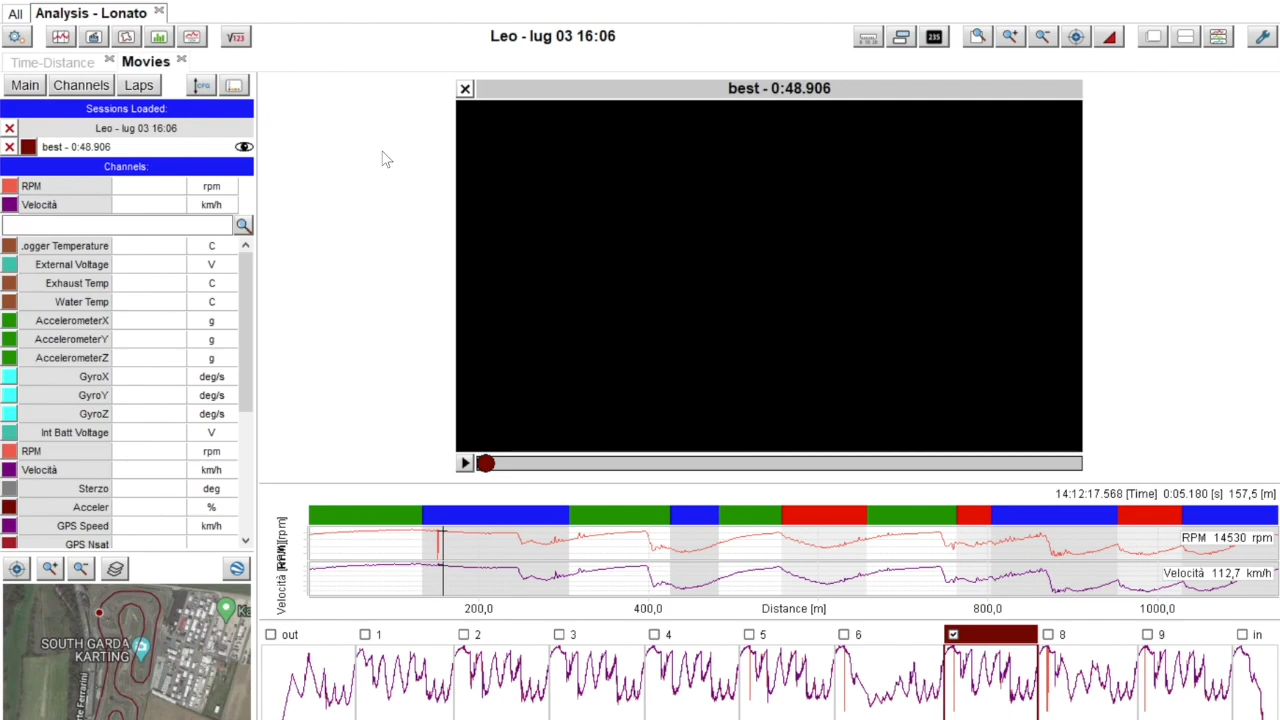 All
Analysis - Lonato
√123
Leo - lug 03 16:06
235
Time-Distance
Movies
Main
Channels
Laps
best - 0:48.906
Sessions Loaded:
Leo - lug 03 16:06
best - 0:48.906
Channels:
RPM rpm
Velocità km/h
.ogger Temperature C
External Voltage V
Exhaust Temp C
Water Temp C
AccelerometerX g
AccelerometerY g
AccelerometerZ g
GyroX deg/s
GyroY deg/s
GyroZ deg/s
Int Batt Voltage V
RPM rpm
Velocità km/h
Sterzo deg
Acceler %
GPS Speed km/h
GPS Nsat
14:12:17.568 [Time] 0:05.180 [s] 157,5 [m]
RPM 14530 rpm
Velocità 112,7 km/h
Velocità
200,0 400,0 Distance [m] 800,0 1000,0
out 1 2 3 4 5 6 8 9 in
SOUTH GARDA
KARTING
Ferrarini